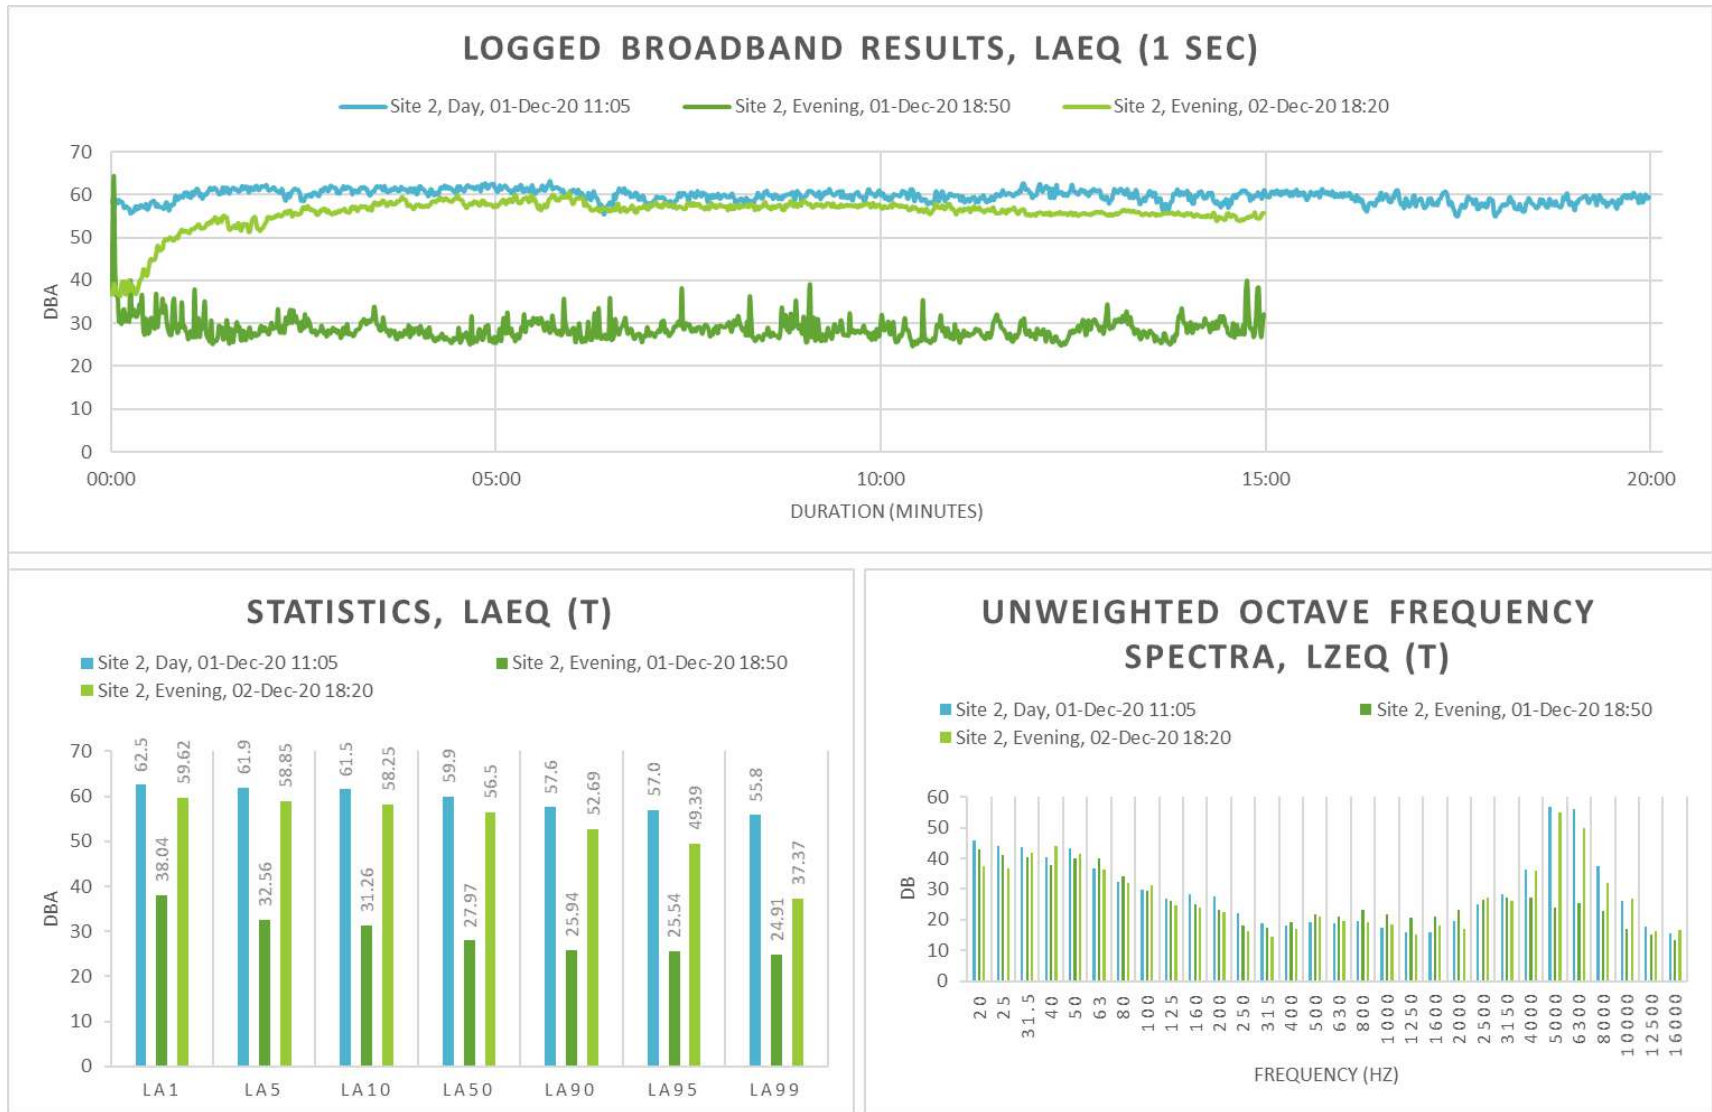 LOGGED BROADBAND RESULTS, LAEQ (1 SEC)
Site 2, Day, 01-Dec-20 11:05 Site 2, Evening, 01-Dec-20 18:50 Site 2, Evening, 02-Dec-20 18:20
70
60
50
40
30
20
10
0
DBA
00:00 05:00 10:00 15:00 20:00
DURATION (MINUTES)
STATISTICS, LAEQ (T)
Site 2, Day, 01-Dec-20 11:05 Site 2, Evening, 01-Dec-20 18:50
Site 2, Evening, 02-Dec-20 18:20
70
60
50
40
30
20
10
0
DBA
62.5 38.04 59.62 61.9 32.56 58.85 61.5 31.26 58.25 59.9 27.97 56.5 57.6 25.94 52.69 57.0 25.54 49.39 55.8 24.91 37.37
LA1 LA5 LA10 LA50 LA90 LA95 LA99
UNWEIGHTED OCTAVE FREQUENCY
SPECTRA, LZEQ (T)
Site 2, Day, 01-Dec-20 11:05 Site 2, Evening, 01-Dec-20 18:50
Site 2, Evening, 02-Dec-20 18:20
60
50
40
30
20
10
0
DB
20 25 31.5 40 50 63 80 100 125 160 200 250 315 400 500 630 800 1000 1250 1600 2000 2500 3150 4000 5000 6300 8000 10000 12500 16000
FREQUENCY (HZ)